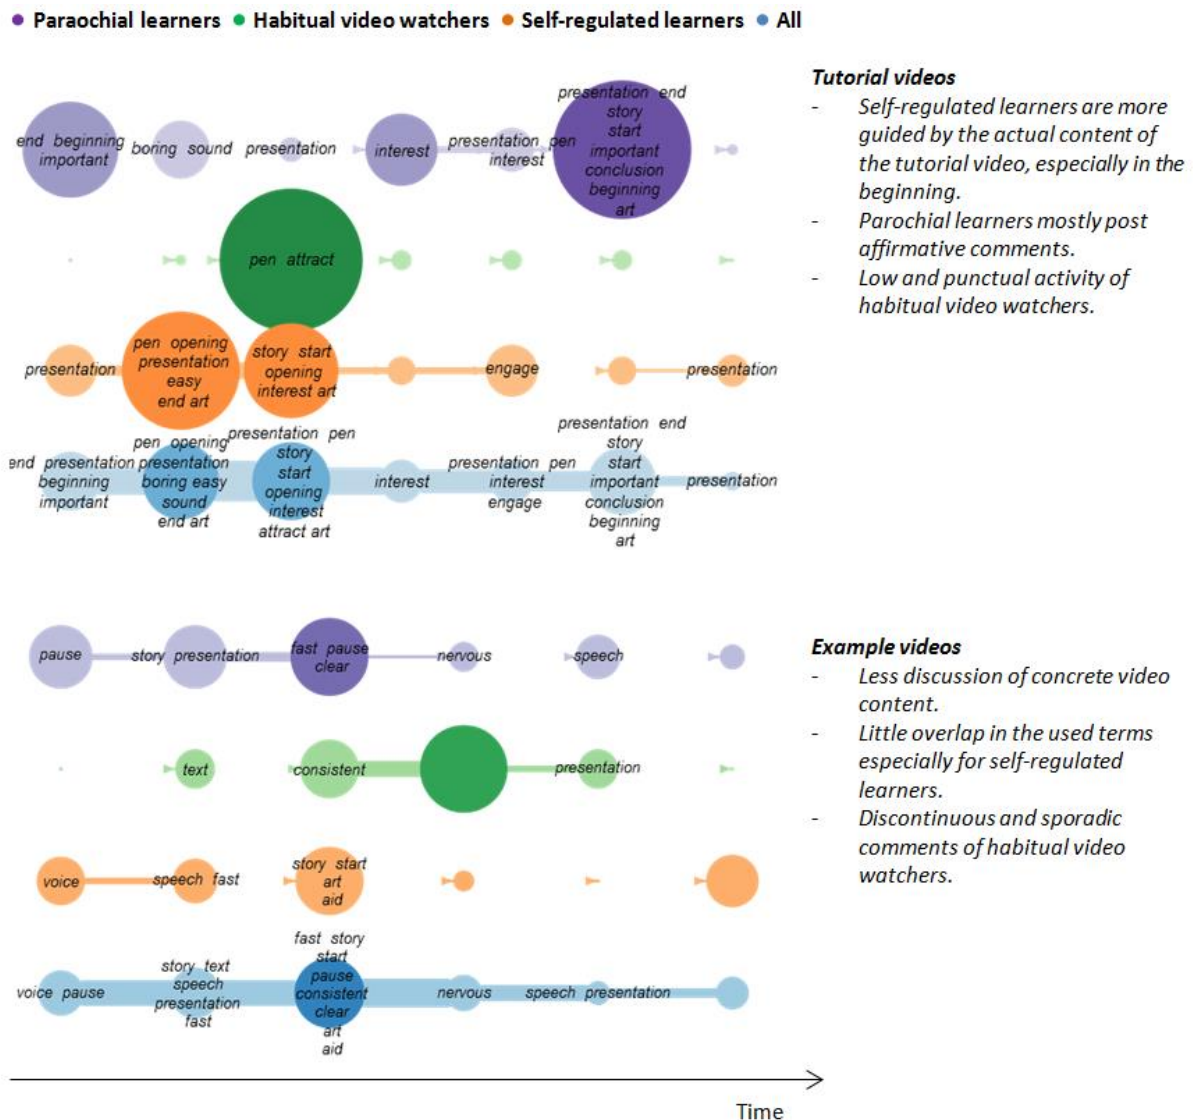 Paraochial learners Habitual video watchers Self-regulated learners All
Tutorial videos
- Self-regulated learners are more
guided by the actual content of
the tutorial video, especially in the
beginning.
- Parochial learners mostly post
affirmative comments.
- Low and punctual activity of
habitual video watchers.
end beginning
important
boring sound
presentation
interest
presentation pen
interest
presentation end
story
start
important
conclusion
beginning
art
pen attract
presentation
pen opening
presentation
easy
end art
story start
opening
interest art
engage
presentation
end presentation
beginning
important
pen opening
presentation
boring easy
sound
end art
presentation pen
story
start
opening
interest
attract art
interest
presentation pen
interest
engage
presentation end
story
start
important
conclusion
beginning
art
presentation
Example videos
- Less discussion of concrete video
content.
- Little overlap in the used terms
especially for self-regulated
learners.
- Discontinuous and sporadic
comments of habitual video
watchers.
pause
story presentation
fast pause
clear
nervous
speech
text
consistent
presentation
voice
speech fast
story start
art
aid
voice pause
story text
speech
presentation
fast
fast story
start
pause
consistent
clear
art
aid
nervous
speech presentation
Time